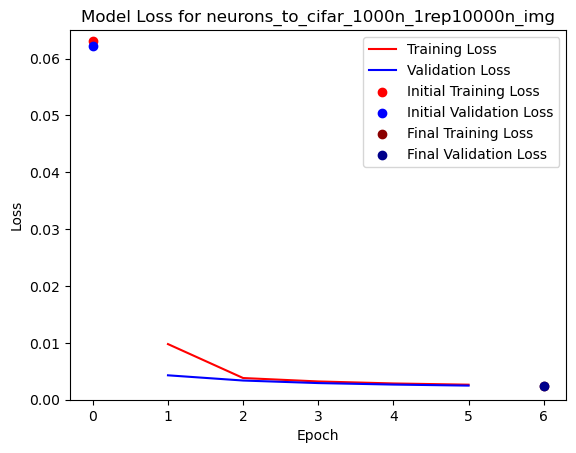 Model Loss for neurons_to_cifar_1000n_1rep10000n_img
Training Loss
Validation Loss
Initial Training Loss
Initial Validation Loss
Final Training Loss
Final Validation Loss
0.06
0.05
0.04
0.03
0.02
0.01
0.00
Loss
0 1 2 3 4 5 6
Epoch